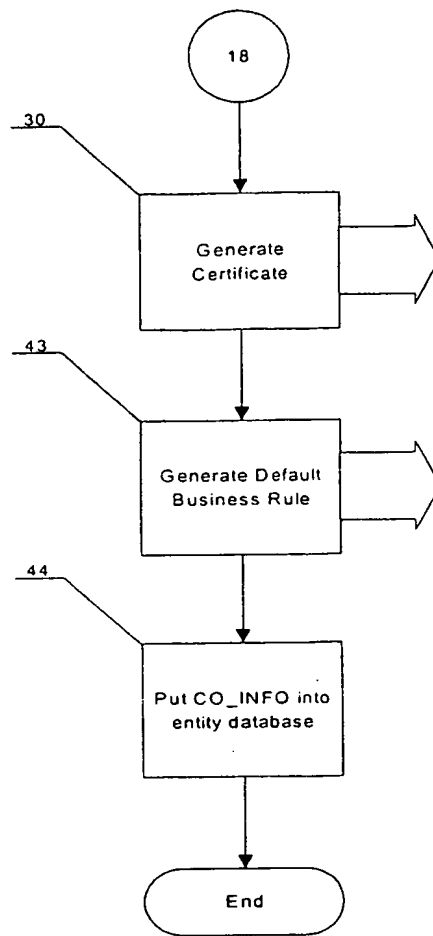 18
30
Generate
Certificate
43
Generate Default
Business Rule
44
Put CO_INFO into
entity database
End